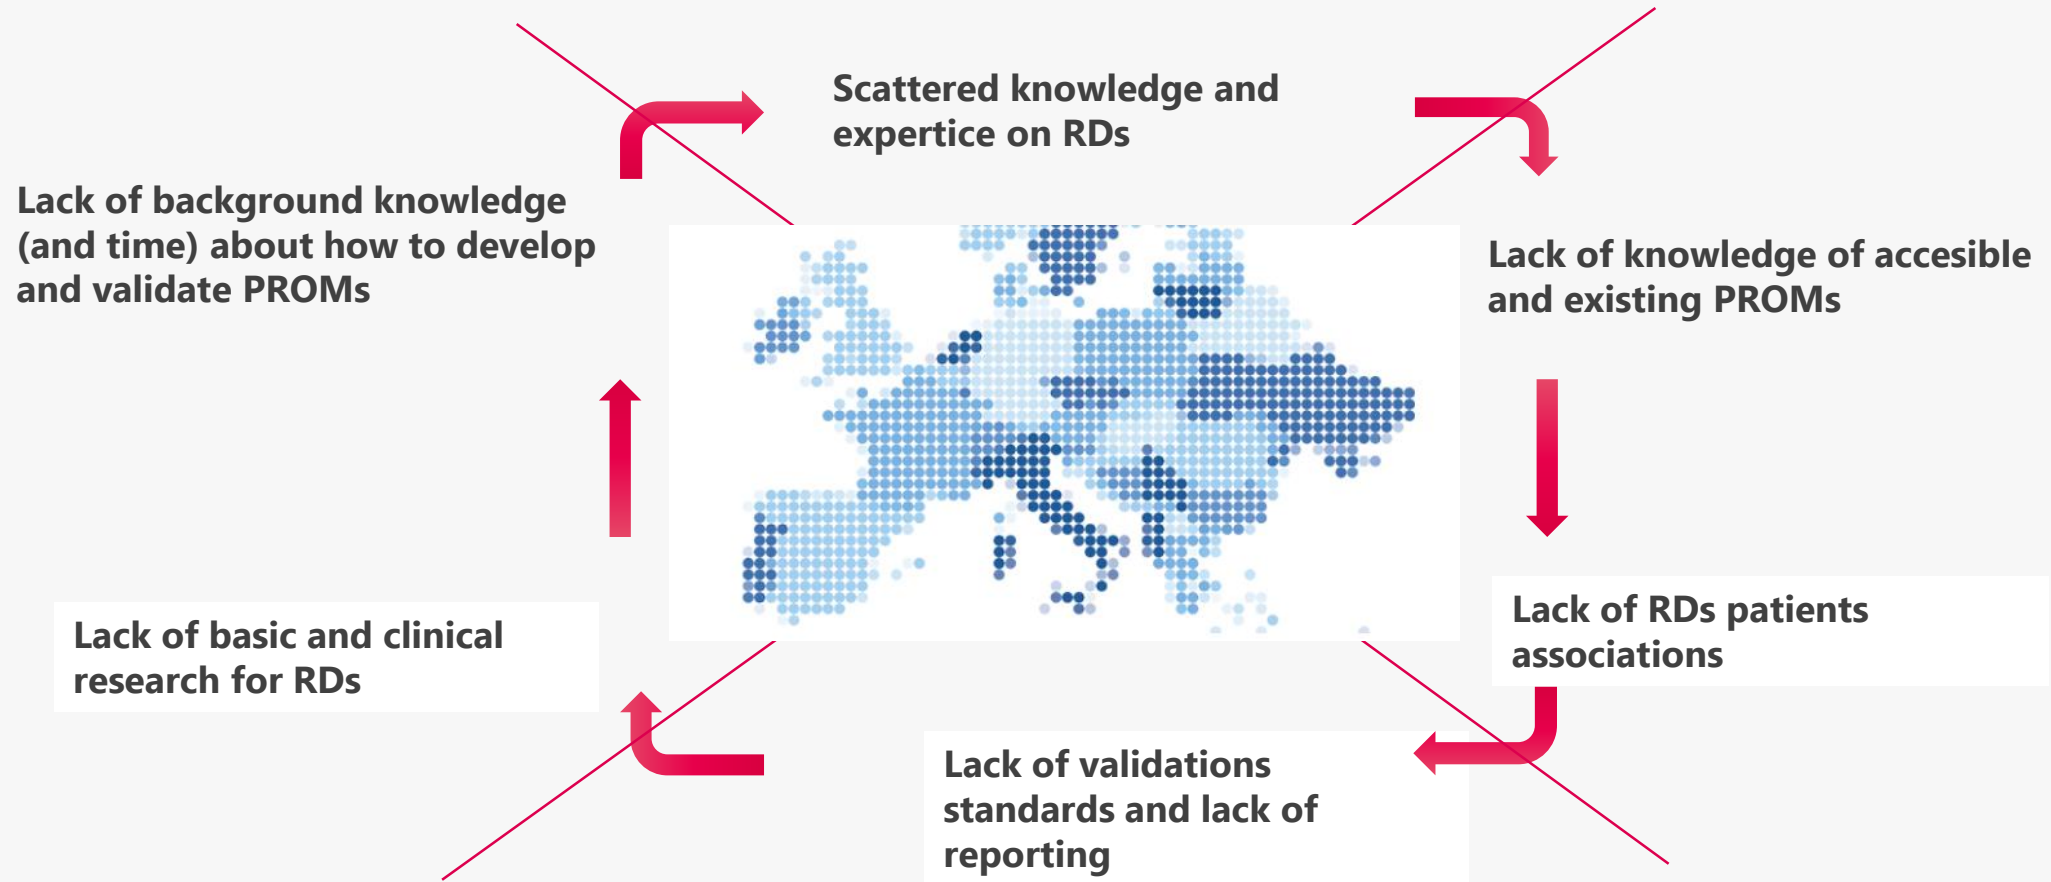 Scattered knowledge and
expertice on RDs
Lack of background knowledge
(and time) about how to develop
and validate PROMs
Lack of knowledge of accesible
and existing PROMs
Lack of RDs patients
associations
Lack of basic and clinical
research for RDs
Lack of validations
standards and lack of
reporting